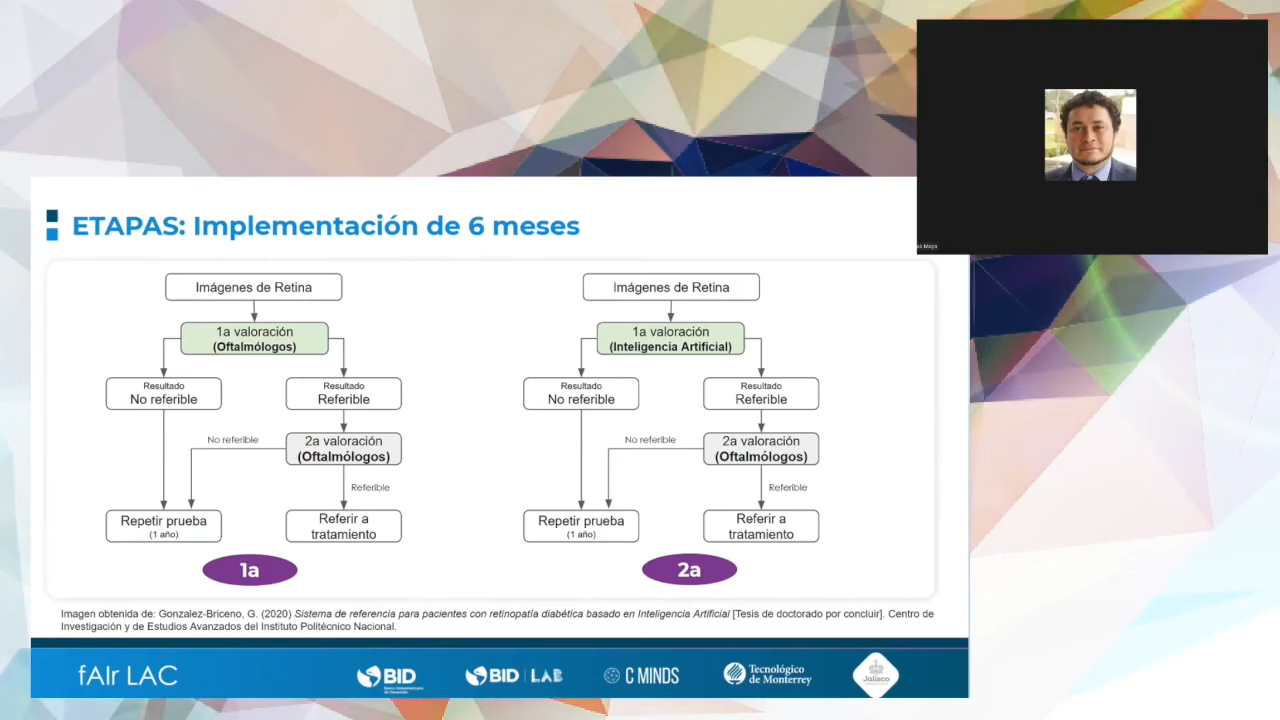 ETAPAS: Implementación de 6 meses
Imágenes de Retina
1a valoración
(Oftalmólogos)
Resultado
No referible
Resultado
Referible
No referible
2a valoración
(Oftalmólogos)
Referible
Repetir prueba
(1 año)
Referir a
tratamiento
1a
Imágenes de Retina
1a valoración
(Inteligencia Artificial)
Resultado
No referible
Resultado
Referible
No referible
2a valoración
(Oftalmólogos)
Referible
Repetir prueba
(1 año)
Referir a
tratamiento
2a
Imagen obtenida de: Gonzalez-Briceno, G. (2020) Sistema de referencia para pacientes con retinopatía diabética basado en Inteligencia Artificial [Tesis de doctorado por concluir]. Centro de
Investigación y de Estudios Avanzados del Instituto Politécnico Nacional.
fAIr LAC
BID
BID LAB
C MINDS
Tecnológico
de Monterrey
Jalisco